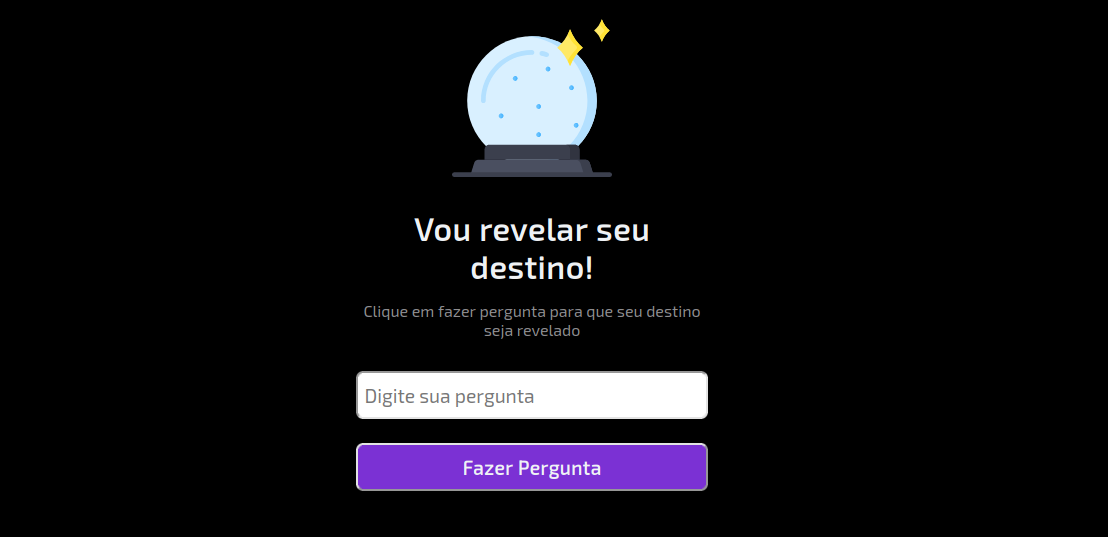 Vou revelar seu
destino!
Clique em fazer pergunta para que seu destino
seja revelado
Digite sua pergunta
Fazer Pergunta